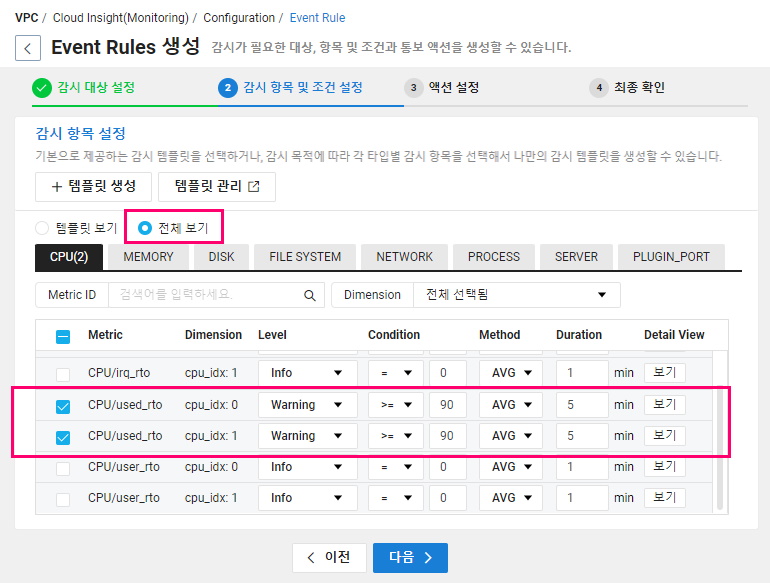 VPC / Cloud Insight(Monitoring) / Configuration / Event Rule
Event Rules 생성 감시가 필요한 대상, 항목 및 조건과 통보 액션을 생성할 수 있습니다.
감시 대상 설정 2 감시 항목 및 조건 설정 3 액션 설정 4 최종 확인
감시 항목 설정
기본으로 제공하는 감시 템플릿을 선택하거나, 감시 목적에 따라 각 타입별 감시 항목을 선택해서 나만의 감시 템플릿을 생성할 수 있습니다.
+ 템플릿 생성 템플릿 관리
템플릿 보기 전체 보기
CPU(2) MEMORY DISK FILE SYSTEM NETWORK PROCESS SERVER PLUGIN_PORT
Metric ID 검색어를 입력하세요. Dimension 전체 선택됨
Metric Dimension Level Condition Method Duration Detail View
CPU/irq_rto cpu_idx: 1 Info = 0 AVG 1 min 보기
CPU/used_rto cpu_idx: 0 Warning >= 90 AVG 5 min 보기
CPU/used_rto cpu_idx: 1 Warning >= 90 AVG 5 min 보기
CPU/user_rto cpu_idx: 0 Info = 0 AVG 1 min 보기
CPU/user_rto cpu_idx: 1 Info = 0 AVG 1 min 보기
< 이전 다음 >